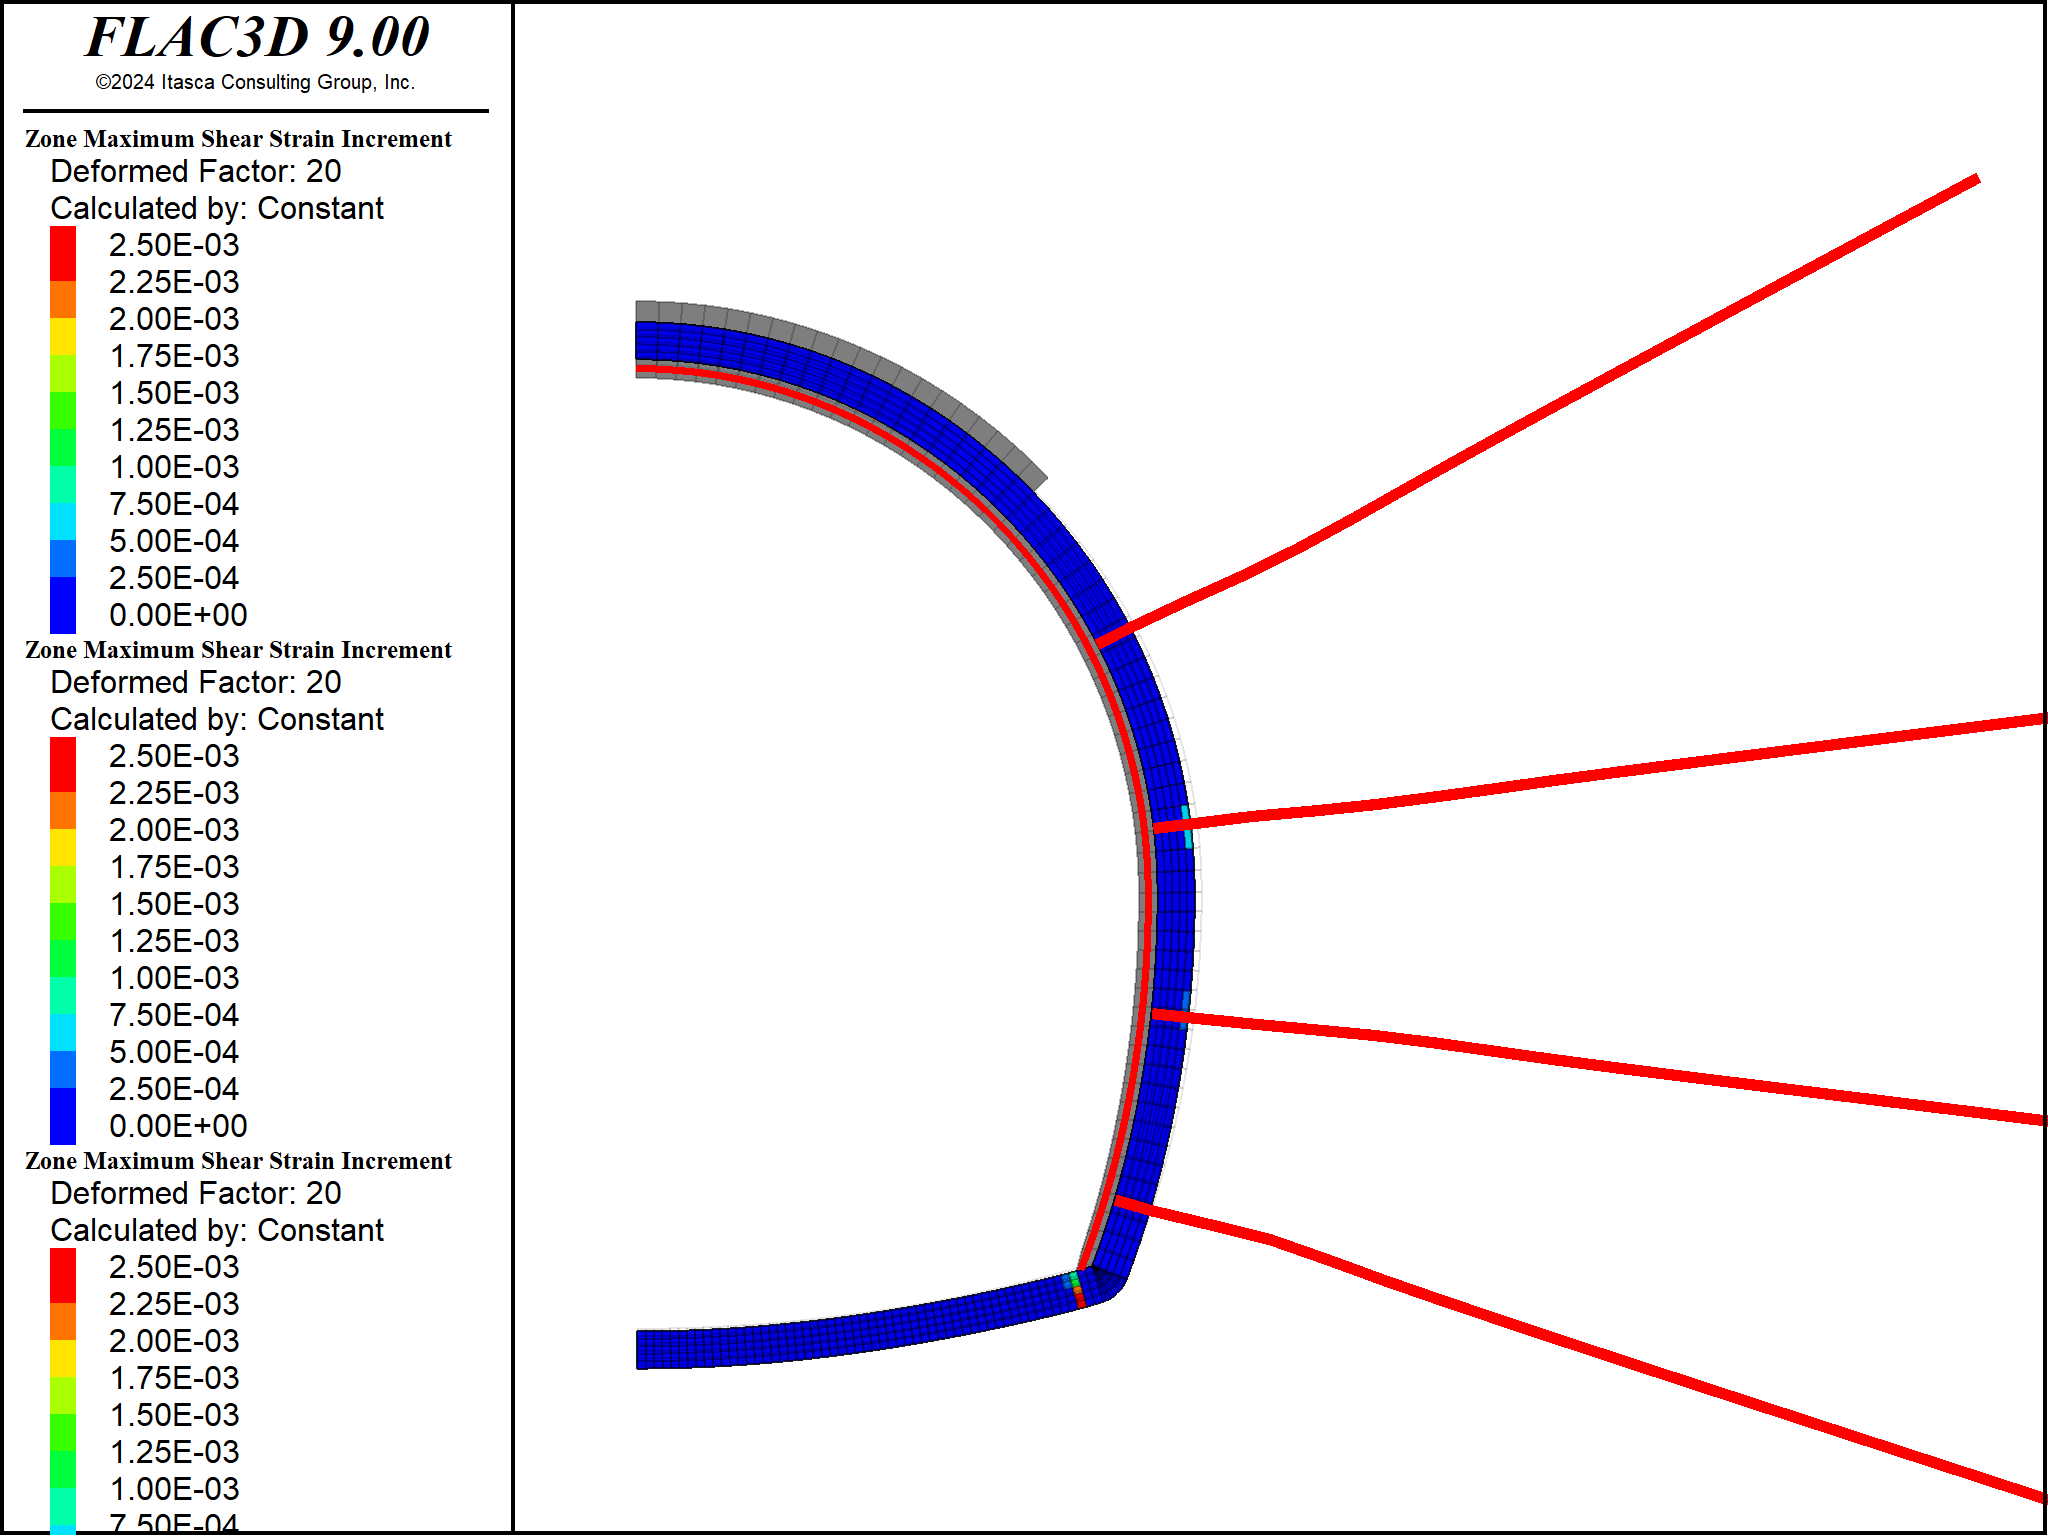 FLAC3D 9.00
©2024 Itasca Consulting Group, Inc.
Zone Maximum Shear Strain Increment
Deformed Factor: 20
Calculated by: Constant
2.50E-03
2.25E-03
2.00E-03
1.75E-03
1.50E-03
1.25E-03
1.00E-03
7.50E-04
5.00E-04
2.50E-04
0.00E+00
Zone Maximum Shear Strain Increment
Deformed Factor: 20
Calculated by: Constant
2.50E-03
2.25E-03
2.00E-03
1.75E-03
1.50E-03
1.25E-03
1.00E-03
7.50E-04
5.00E-04
2.50E-04
0.00E+00
Zone Maximum Shear Strain Increment
Deformed Factor: 20
Calculated by: Constant
2.50E-03
2.25E-03
2.00E-03
1.75E-03
1.50E-03
1.25E-03
1.00E-03
7.50E-04